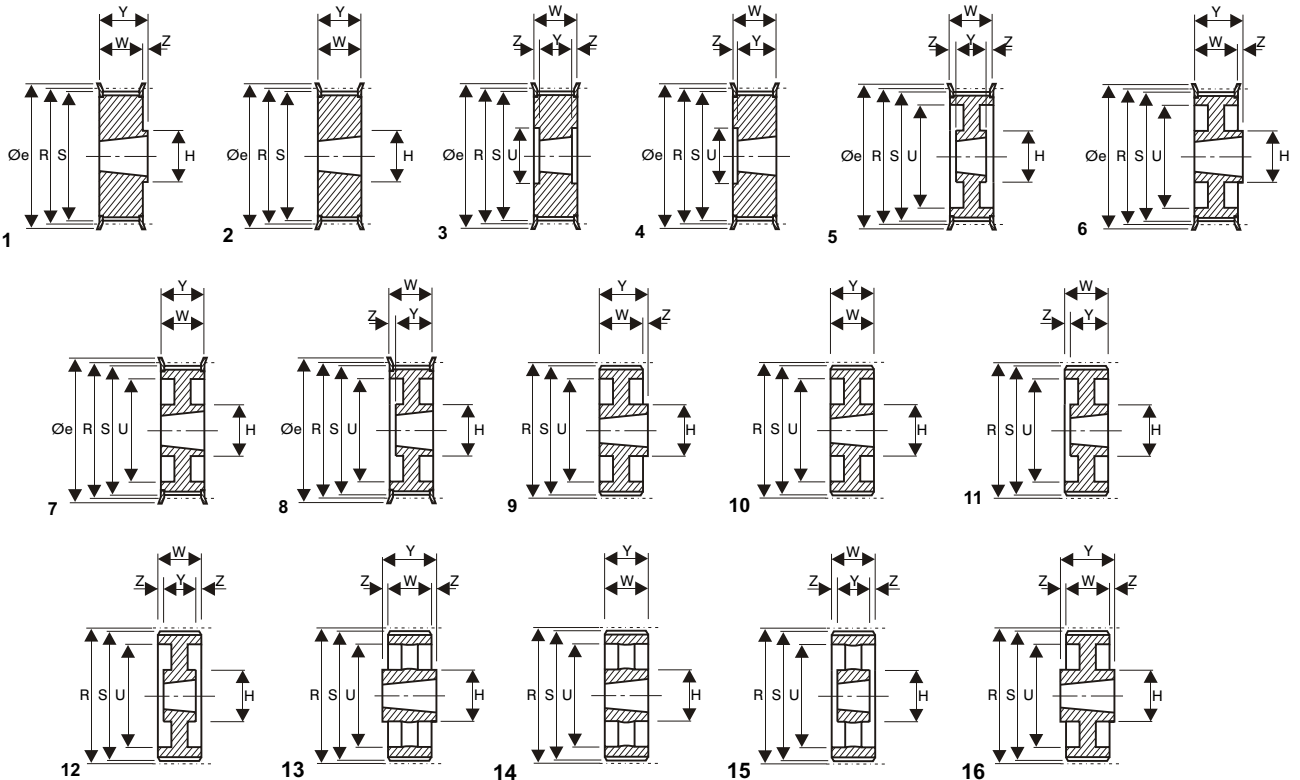 Y W Y W W
W Z W Z Y Z Z Y Z Y Z W Z
Øe R S H Øe R S H Øe R S U Øe R S U Øe R S U H Øe R S U H
1 2 3 4 5 6
Y W Y Y W
W Z Y W Z W Z Y
Øe R S U H Øe R S U H R S U H R S U H R S U H
7 8 9 10 11
W Y Y W Y
Z Y Z Z W Z W Z Y Z Z W Z
R S U H R S U H R S U H R S U H R S U H
12 13 14 15 16